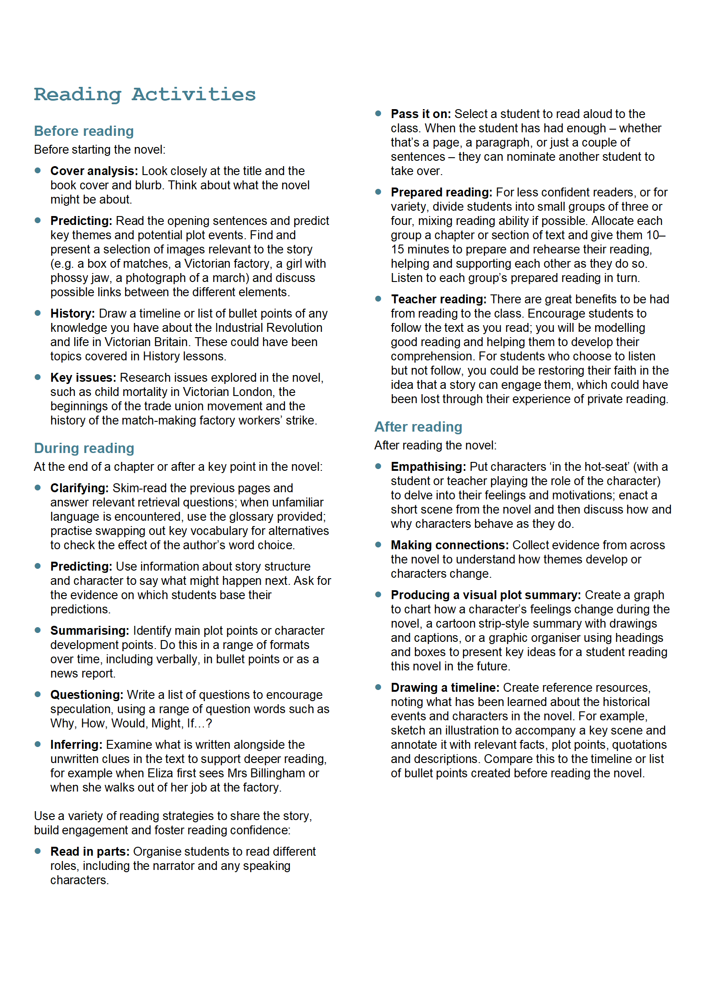 Reading Activities
Before reading
Before starting the novel:
● Cover analysis: Look closely at the title and the
book cover and blurb. Think about what the novel
might be about.
● Predicting: Read the opening sentences and predict
key themes and potential plot events. Find and
present a selection of images relevant to the story
(e.g. a box of matches, a Victorian factory, a girl with
phossy jaw, a photograph of a march) and discuss
possible links between the different elements.
● History: Draw a timeline or list of bullet points of any
knowledge you have about the Industrial Revolution
and life in Victorian Britain. These could have been
topics covered in History lessons.
● Key issues: Research issues explored in the novel,
such as child mortality in Victorian London, the
beginnings of the trade union movement and the
history of the match-making factory workers’ strike.
During reading
At the end of a chapter or after a key point in the novel:
● Clarifying: Skim-read the previous pages and
answer relevant retrieval questions; when unfamiliar
language is encountered, use the glossary provided;
practise swapping out key vocabulary for alternatives
to check the effect of the author’s word choice.
● Predicting: Use information about story structure
and character to say what might happen next. Ask for
the evidence on which students base their
predictions.
● Summarising: Identify main plot points or character
development points. Do this in a range of formats
over time, including verbally, in bullet points or as a
news report.
● Questioning: Write a list of questions to encourage
speculation, using a range of question words such as
Why, How, Would, Might, If…?
● Inferring: Examine what is written alongside the
unwritten clues in the text to support deeper reading,
for example when Eliza first sees Mrs Billingham or
when she walks out of her job at the factory.
Use a variety of reading strategies to share the story,
build engagement and foster reading confidence:
● Read in parts: Organise students to read different
roles, including the narrator and any speaking
characters.
● Pass it on: Select a student to read aloud to the
class. When the student has had enough – whether
that’s a page, a paragraph, or just a couple of
sentences – they can nominate another student to
take over.
● Prepared reading: For less confident readers, or for
variety, divide students into small groups of three or
four, mixing reading ability if possible. Allocate each
group a chapter or section of text and give them 10–
15 minutes to prepare and rehearse their reading,
helping and supporting each other as they do so.
Listen to each group’s prepared reading in turn.
● Teacher reading: There are great benefits to be had
from reading to the class. Encourage students to
follow the text as you read; you will be modelling
good reading and helping them to develop their
comprehension. For students who choose to listen
but not follow, you could be restoring their faith in the
idea that a story can engage them, which could have
been lost through their experience of private reading.
After reading
After reading the novel:
● Empathising: Put characters ‘in the hot-seat’ (with a
student or teacher playing the role of the character)
to delve into their feelings and motivations; enact a
short scene from the novel and then discuss how and
why characters behave as they do.
● Making connections: Collect evidence from across
the novel to understand how themes develop or
characters change.
● Producing a visual plot summary: Create a graph
to chart how a character’s feelings change during the
novel, a cartoon strip-style summary with drawings
and captions, or a graphic organiser using headings
and boxes to present key ideas for a student reading
this novel in the future.
● Drawing a timeline: Create reference resources,
noting what has been learned about the historical
events and characters in the novel. For example,
sketch an illustration to accompany a key scene and
annotate it with relevant facts, plot points, quotations
and descriptions. Compare this to the timeline or list
of bullet points created before reading the novel.